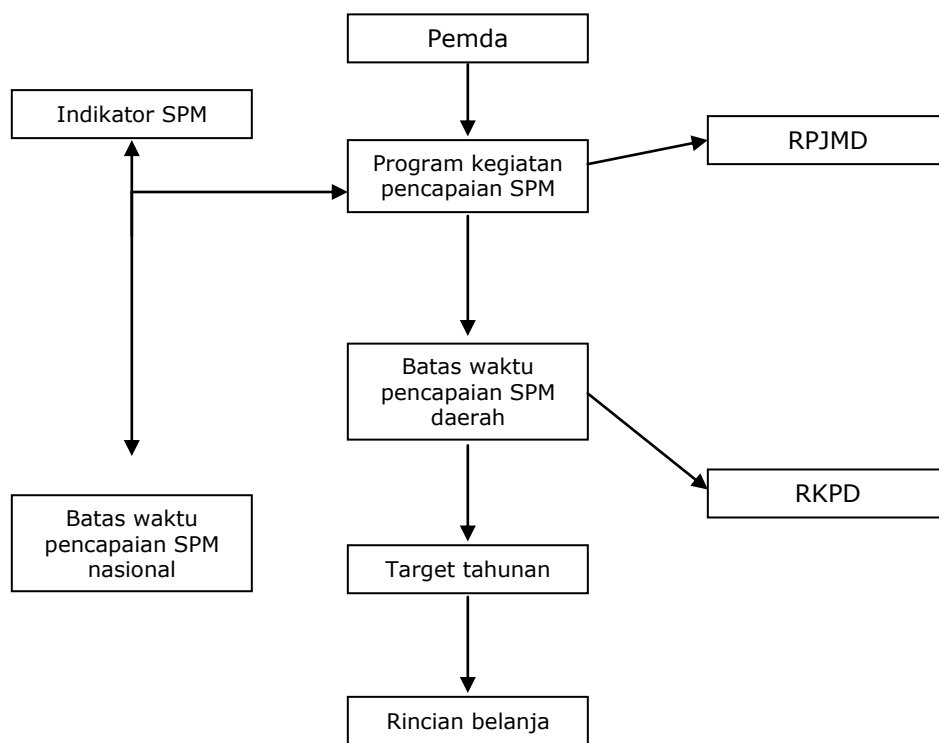 Pemda
Indikator SPM
Program kegiatan
pencapaian SPM
RPJMD
Batas waktu
pencapaian SPM
daerah
RKPD
Batas waktu
pencapaian SPM
nasional
Target tahunan
Rincian belanja